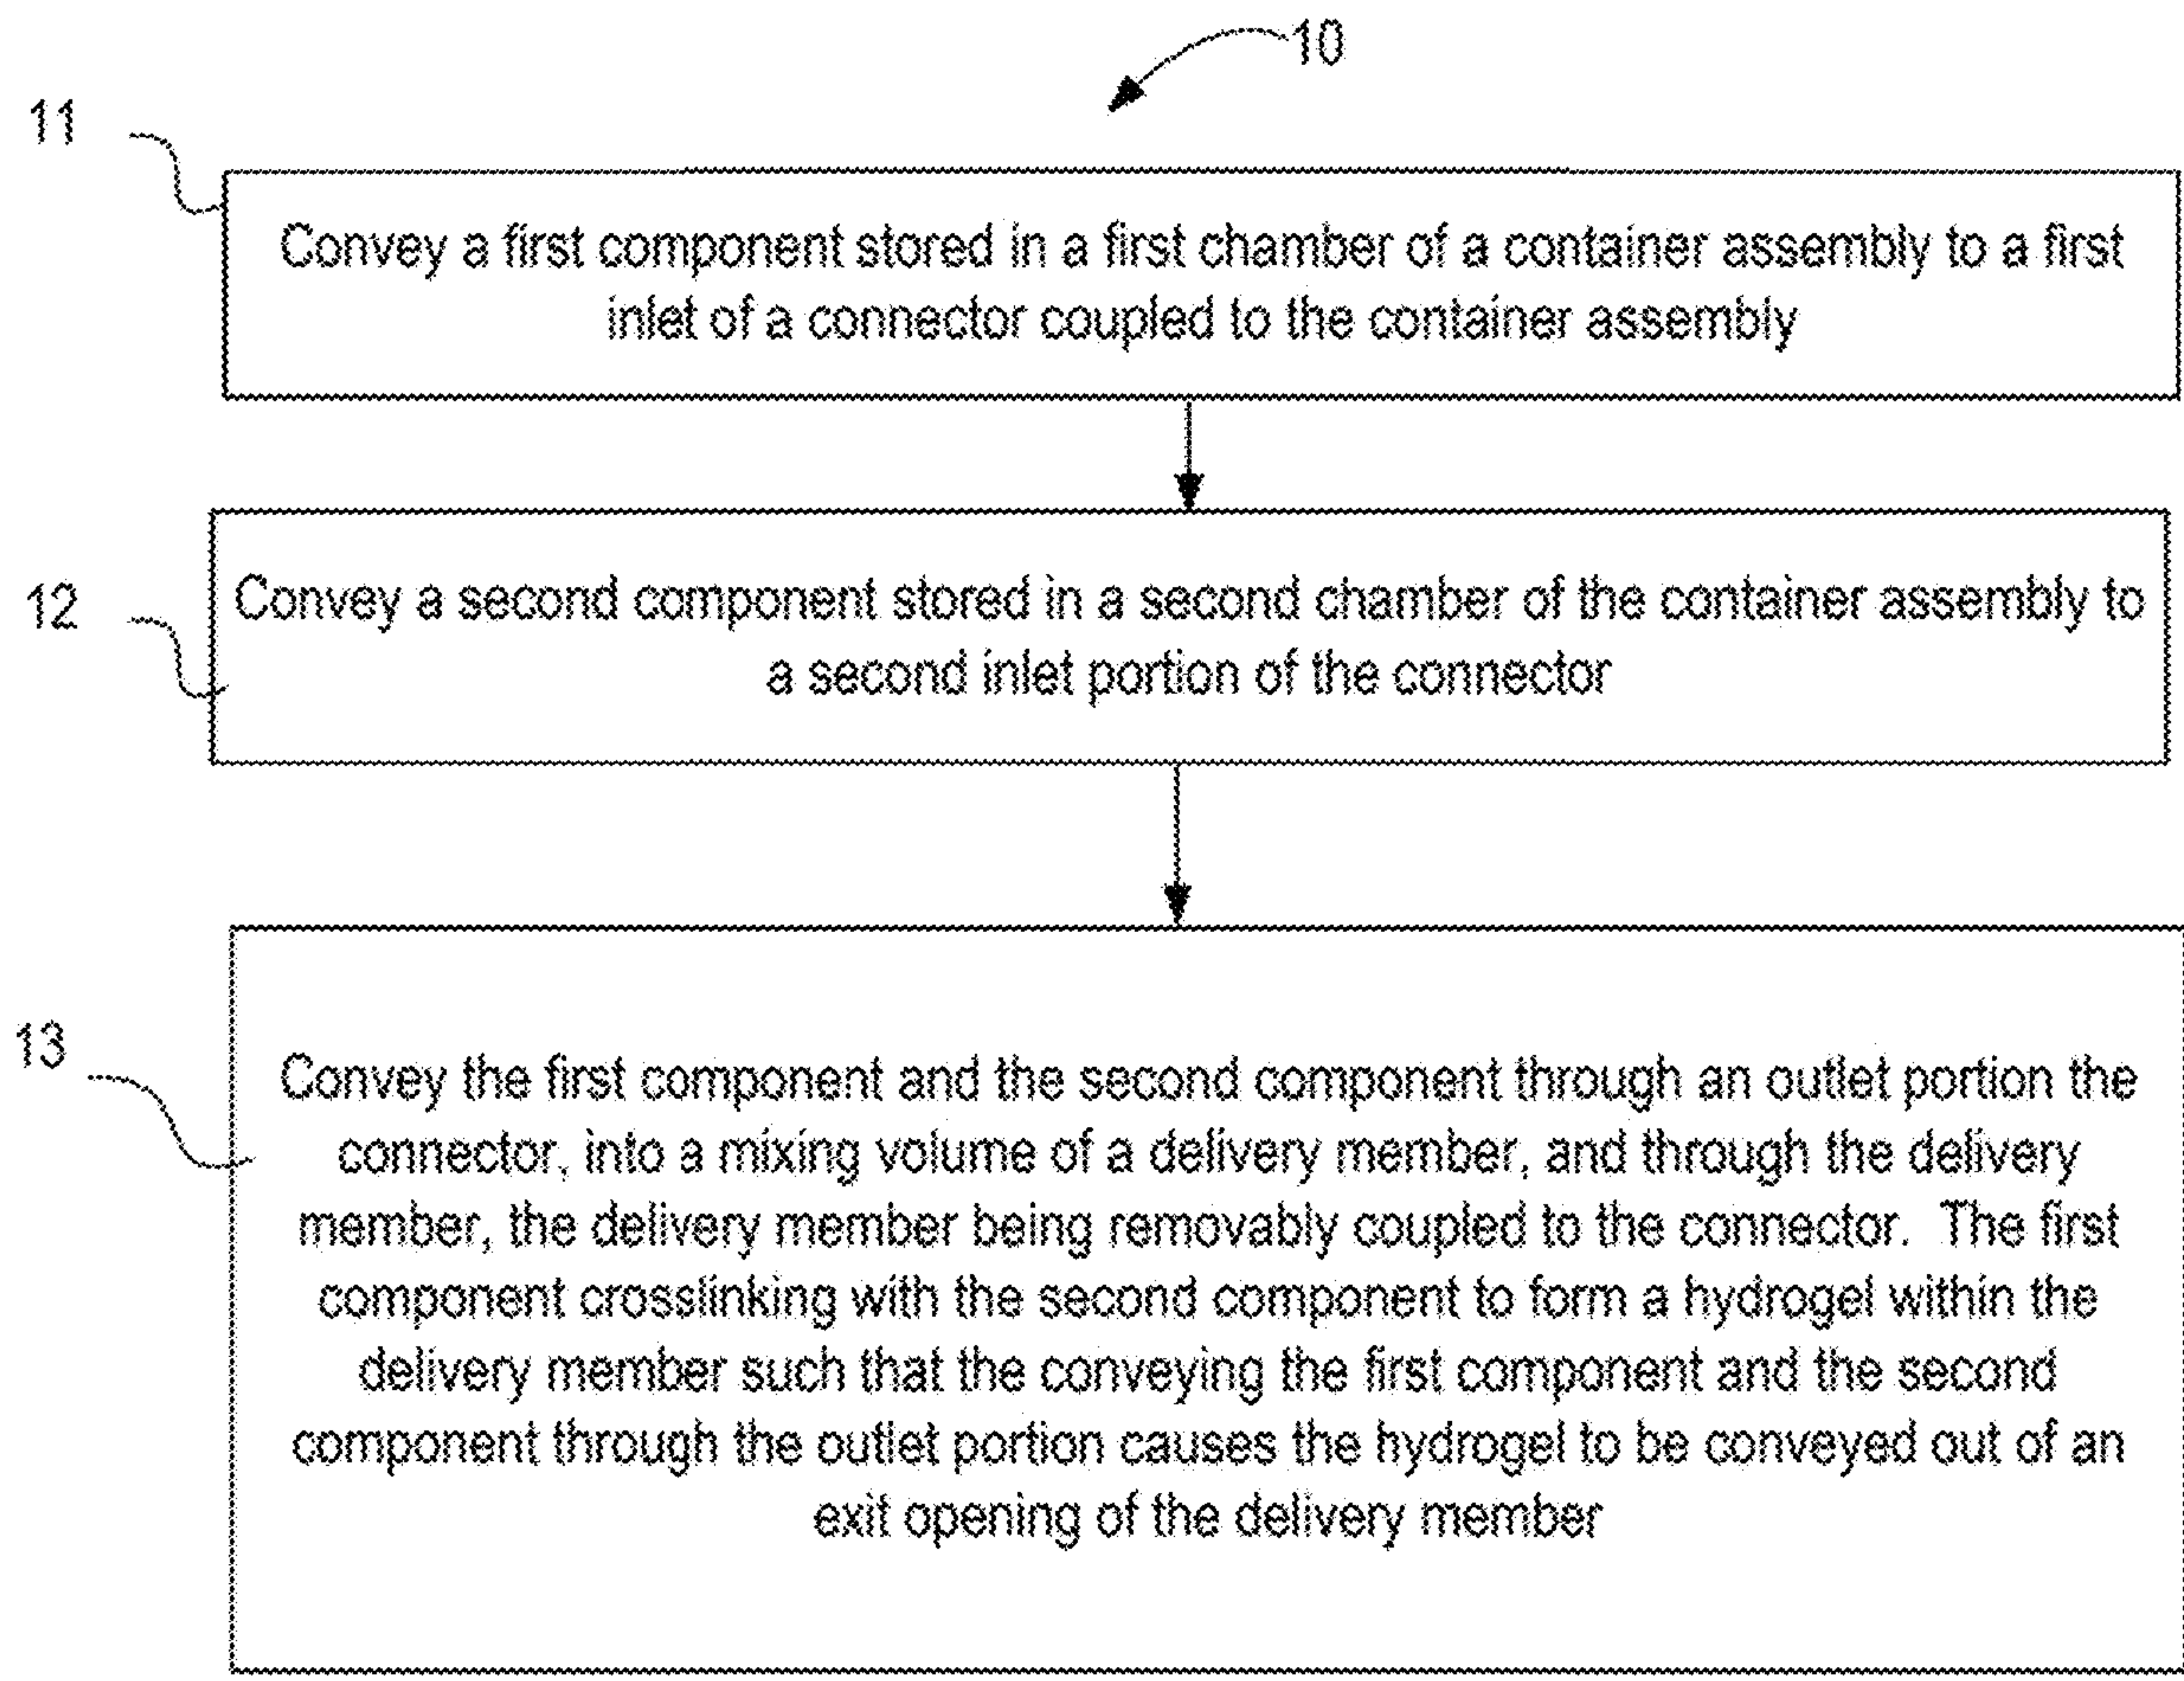 10
11
Convey a first component stored in a first chamber of a container assembly to a first
inlet of a connector coupled to the container assembly
12
Convey a second component stored in a second chamber of the container assembly to
a second inlet portion of the connector
13
Convey the first component and the second component through an outlet portion the
connector, into a mixing volume of a delivery member, and through the delivery
member, the delivery member being removably coupled to the connector. The first
component crosslinking with the second component to form a hydrogel within the
delivery member such that the conveying the first component and the second
component through the outlet portion causes the hydrogel to be conveyed out of an
exit opening of the delivery member